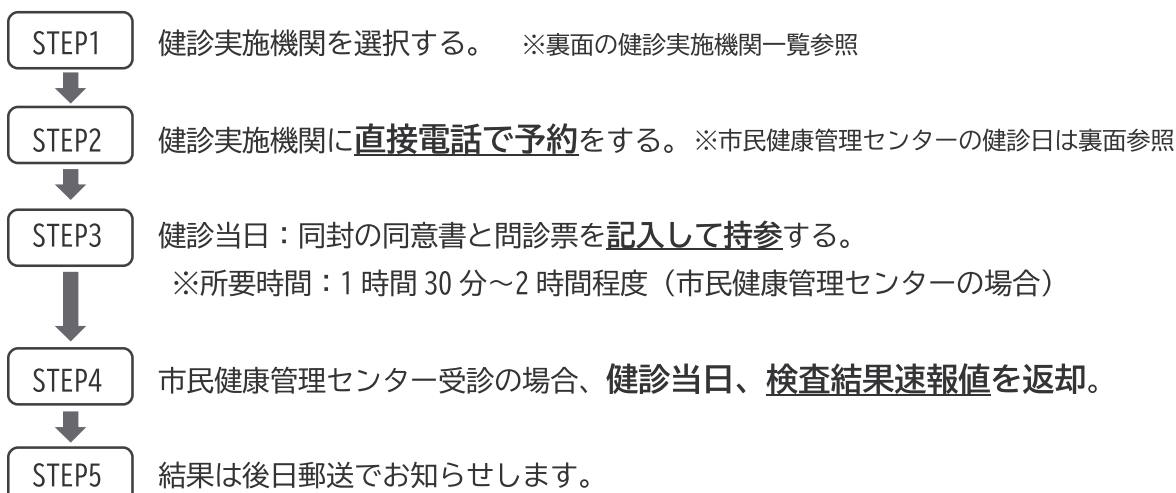 STEP1 健診実施機関を選択する。 ※裏面の健診実施機関一覧参照
STEP2 健診実施機関に直接電話で予約をする。※市民健康管理センターの健診日は裏面参照
STEP3 健診当日：同封の同意書と問診票を記入して持参する。
※所要時間：1時間30分～2時間程度（市民健康管理センターの場合）
STEP4 市民健康管理センター受診の場合、健診当日、検査結果速報値を返却。
STEP5 結果は後日郵送でお知らせします。